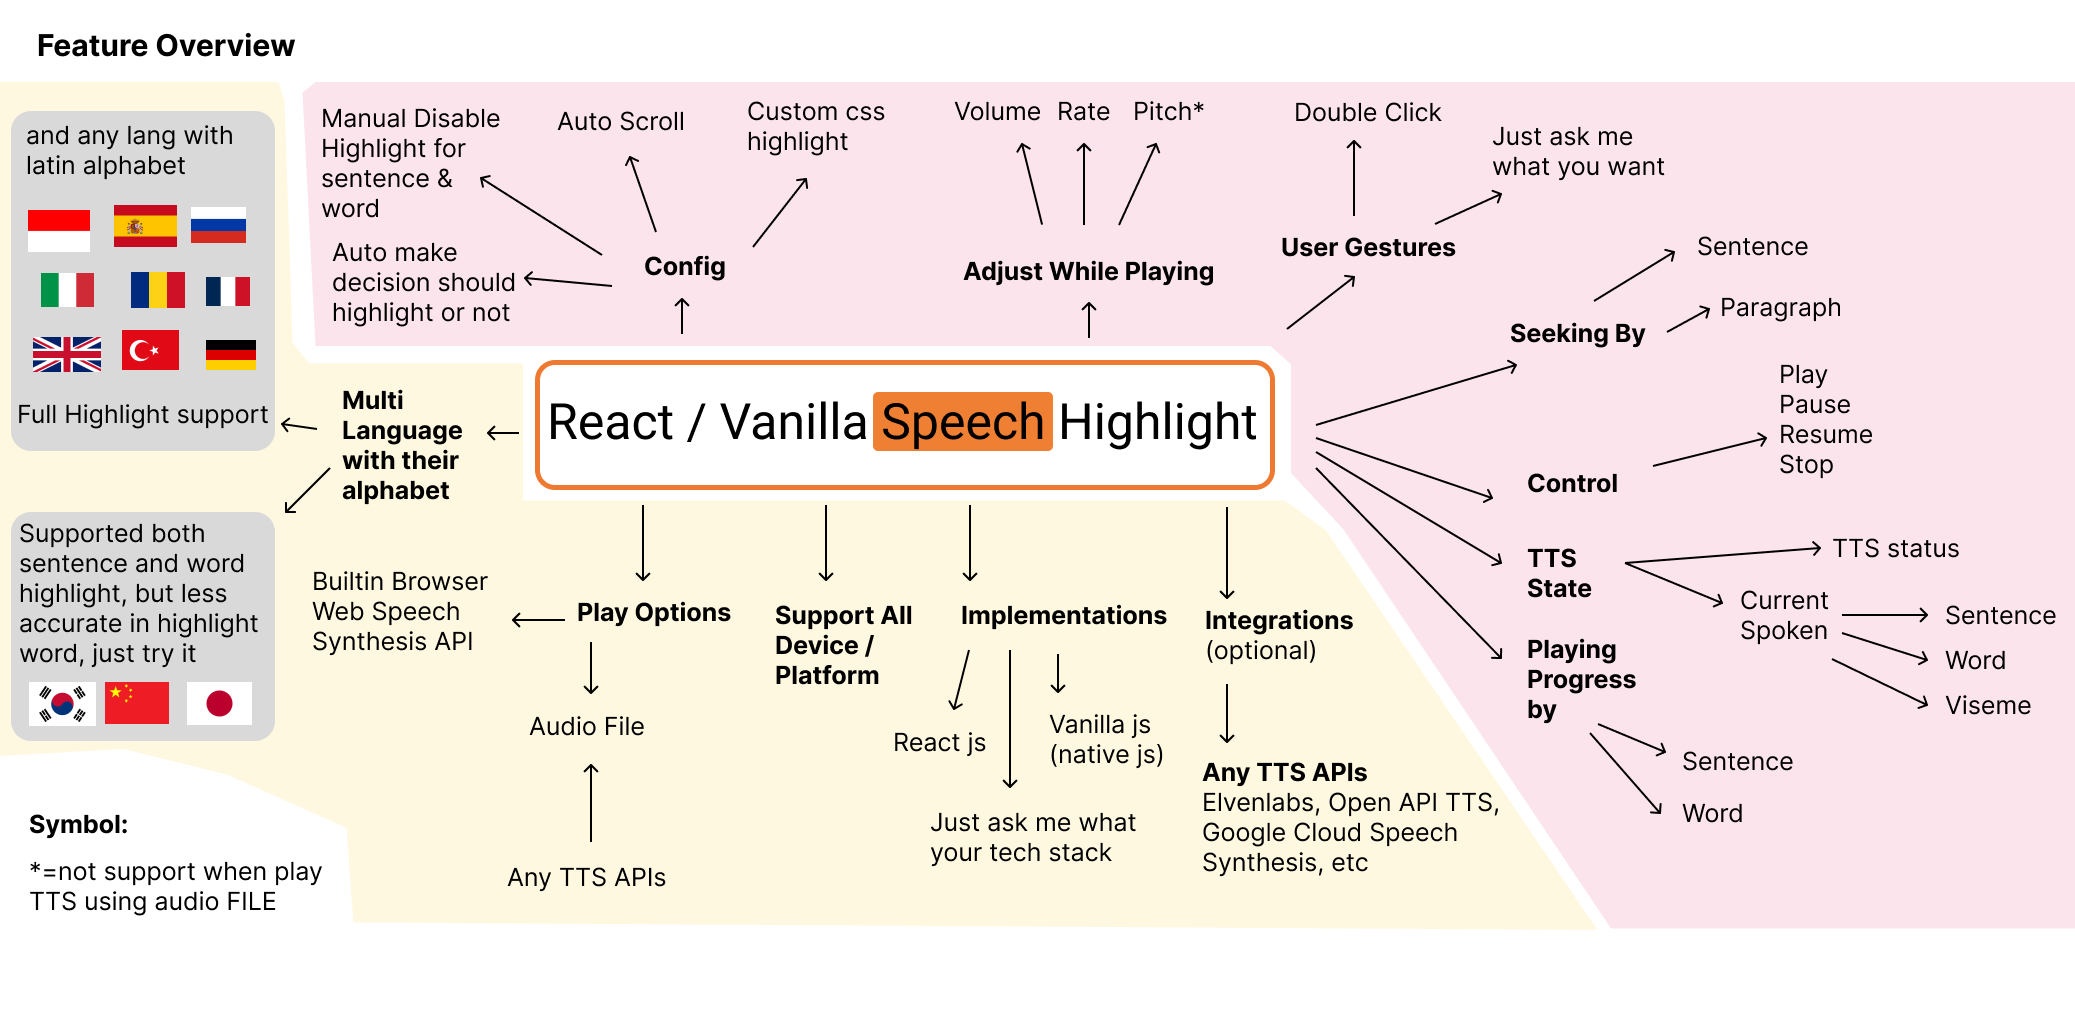 Feature Overview
and any lang with
latin alphabet
Full Highlight support
Supported both
sentence and word
highlight, but less
accurate in highlight
word, just try it
Symbol:
*=not support when play
TTS using audio FILE
Manual Disable
Highlight for
sentence &
word
Auto Scroll
Custom css
highlight
Auto make
decision should
highlight or not
Config
Volume
Rate
Pitch*
Adjust While Playing
Double Click
Just ask me
what you want
User Gestures
Sentence
Paragraph
Seeking By
Play
Pause
Resume
Stop
Control
React / Vanilla Speech Highlight
Multi
Language
with their
alphabet
Builtin Browser
Web Speech
Synthesis API
Play Options
Audio File
Any TTS APIs
Support All
Device /
Platform
Implementations
React js
Vanilla js
(native js)
Just ask me what
your tech stack
Integrations
(optional)
Any TTS APIs
Elvenlabs, Open API TTS,
Google Cloud Speech
Synthesis, etc
TTS
State
TTS status
Current
Spoken
Sentence
Word
Viseme
Playing
Progress
by
Sentence
Word